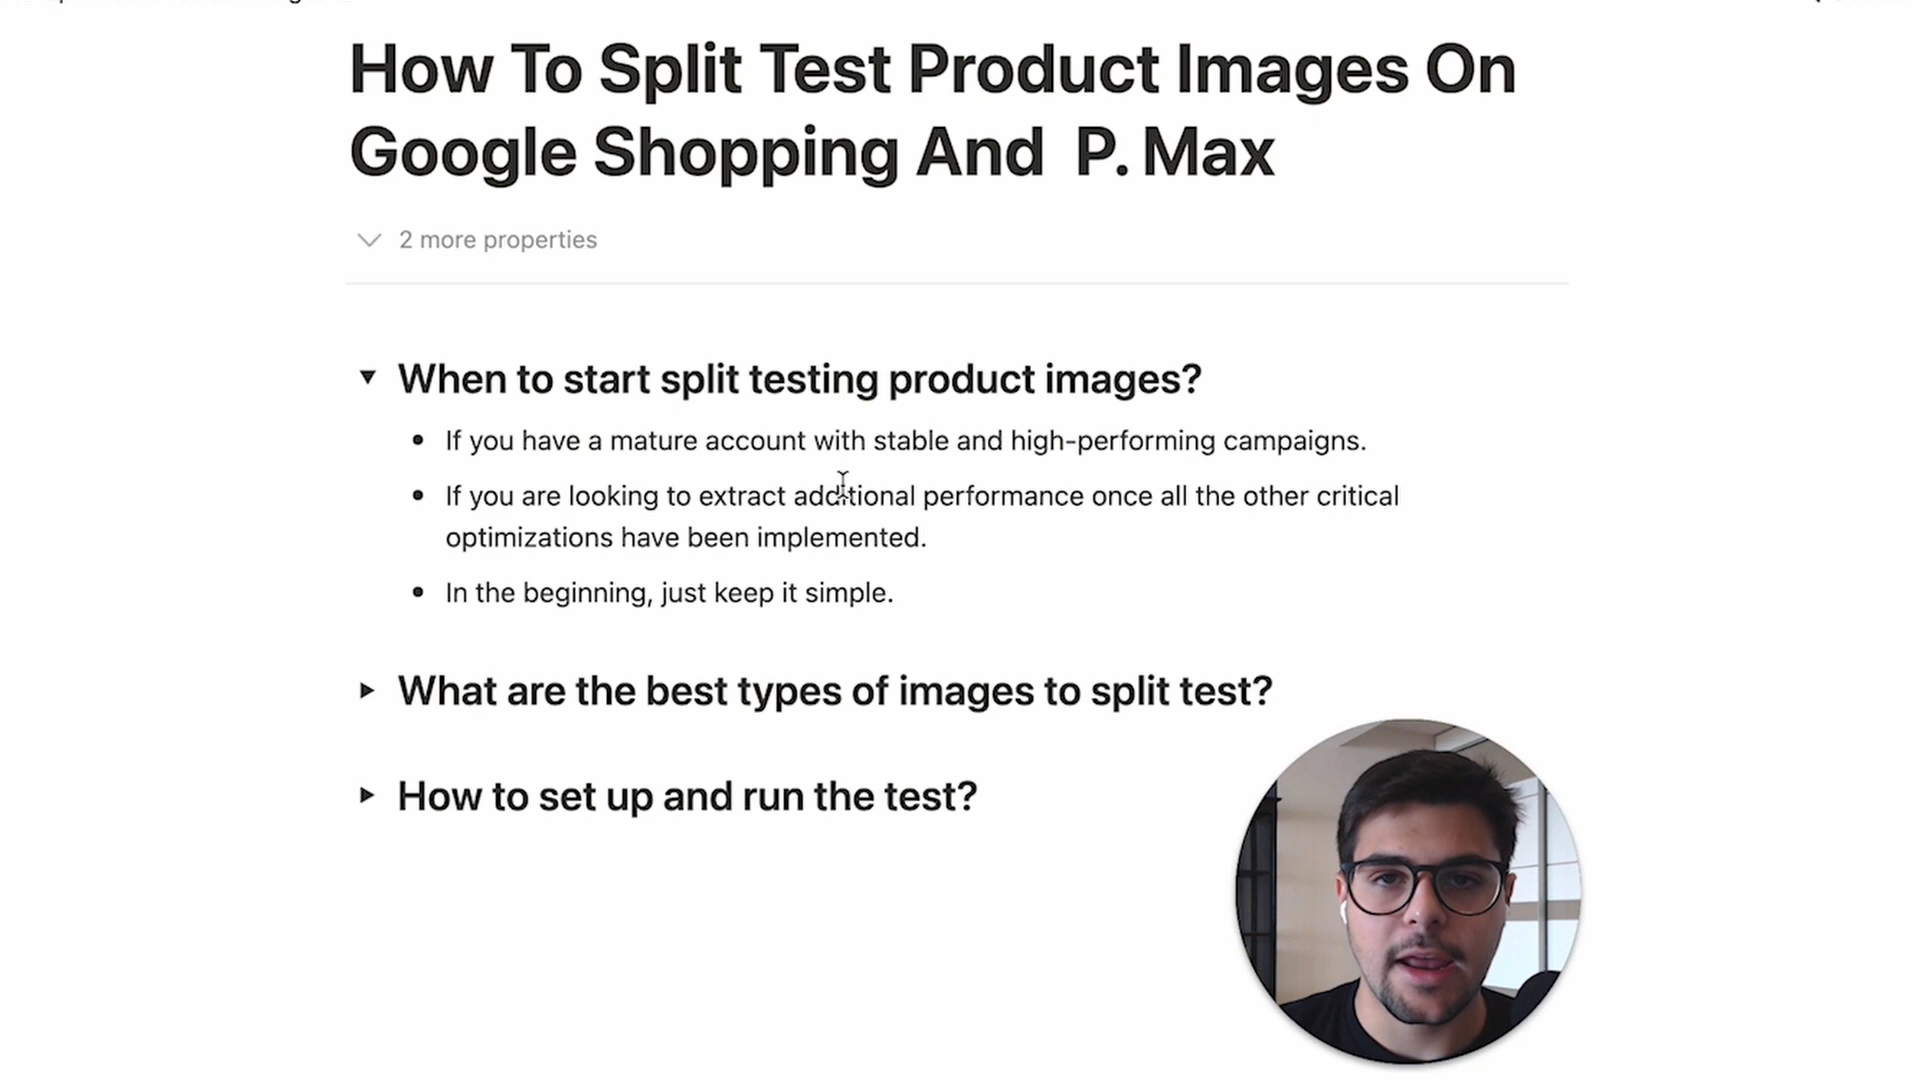 How To Split Test Product Images On
Google Shopping And P. Max
2 more properties
When to start split testing product images?
If you have a mature account with stable and high-performing campaigns.
If you are looking to extract additional performance once all the other critical
optimizations have been implemented.
In the beginning, just keep it simple.
What are the best types of images to split test?
How to set up and run the test?